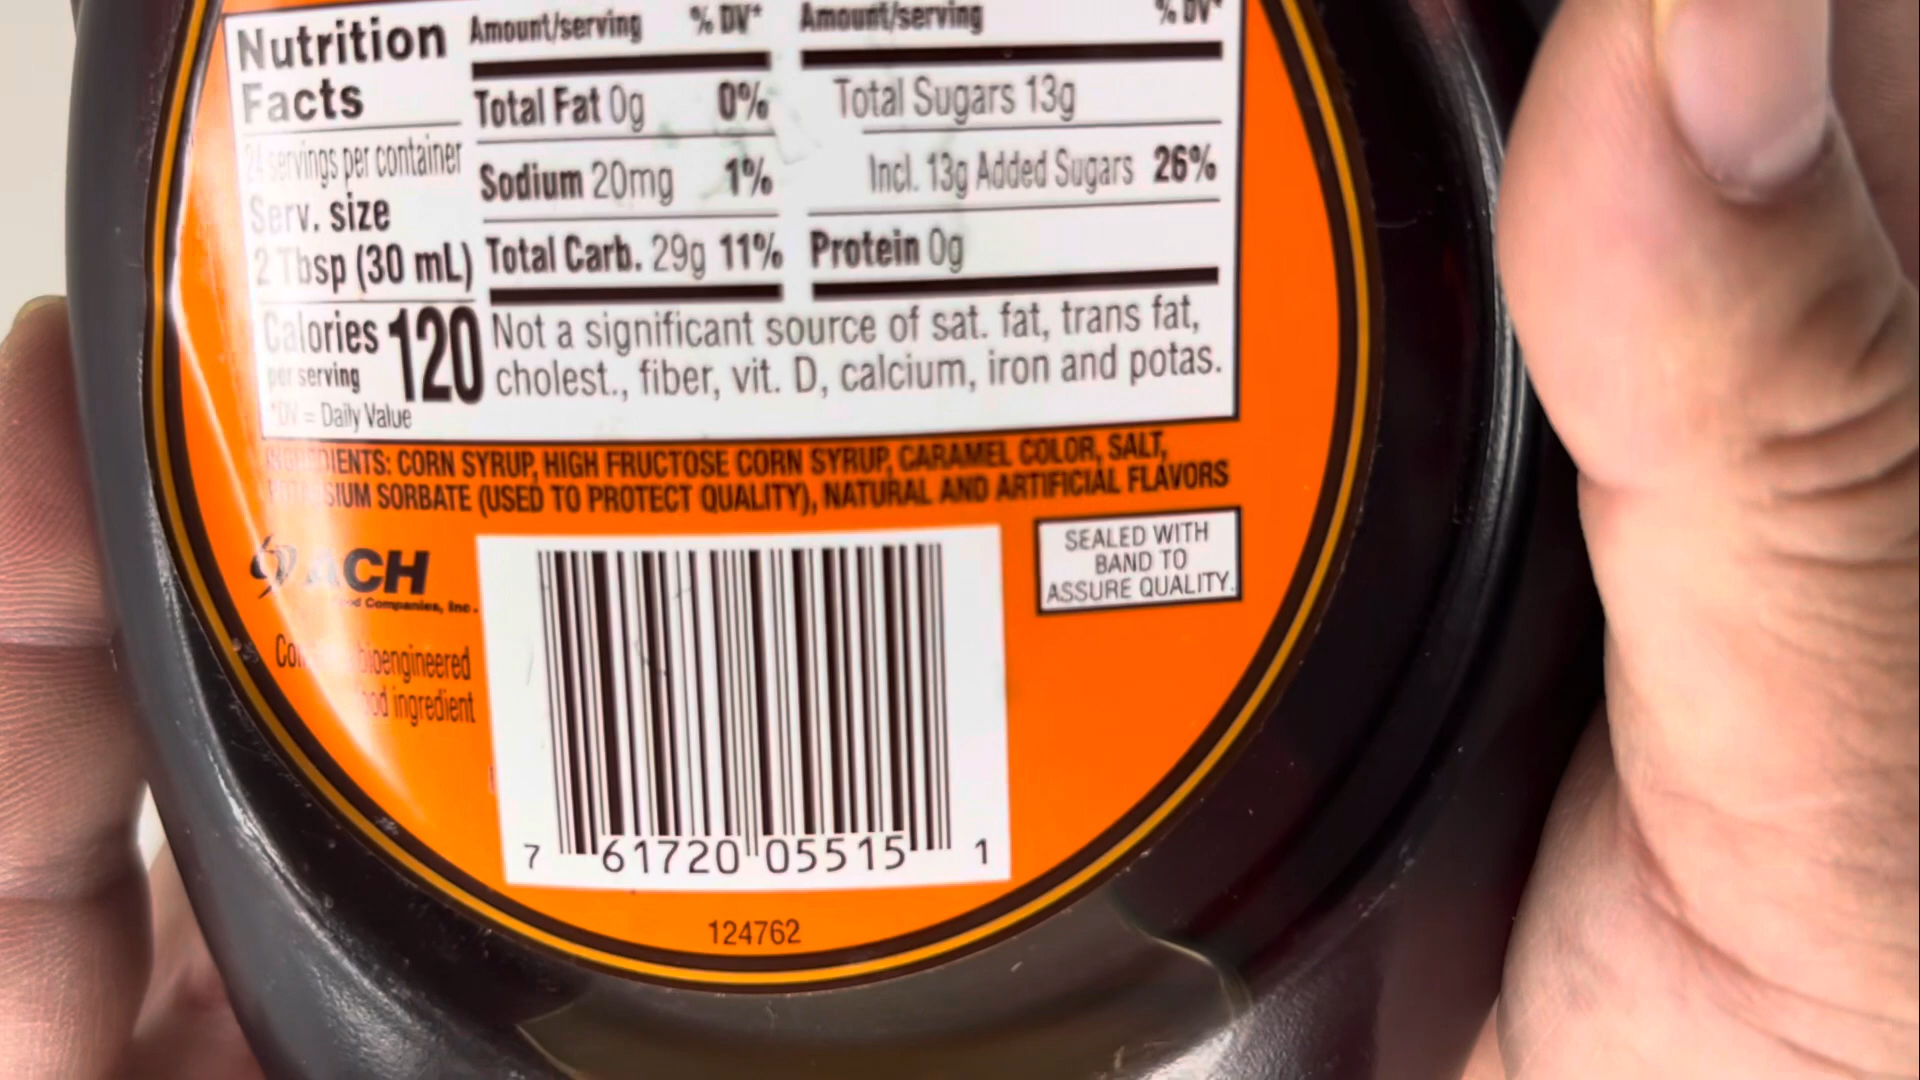 Nutrition
Facts
24 servings per container
Serv. size
2 Tbsp (30 mL)
Calories 120
per serving
*DV = Daily Value
Amount/serving % DV*
Total Fat 0g 0%
Sodium 20mg 1%
Total Carb. 29g 11%
Amount/serving % DV*
Total Sugars 13g
Incl. 13g Added Sugars 26%
Protein 0g
Not a significant source of sat. fat, trans fat,
cholest., fiber, vit. D, calcium, iron and potas.
INGREDIENTS: CORN SYRUP, HIGH FRUCTOSE CORN SYRUP, CARAMEL COLOR, SALT,
POTASSIUM SORBATE (USED TO PROTECT QUALITY), NATURAL AND ARTIFICIAL FLAVORS
ACH
Companies, Inc.
bioengineered
ingredient
SEALED WITH
BAND TO
ASSURE QUALITY.
7 61720 05515 1
124762